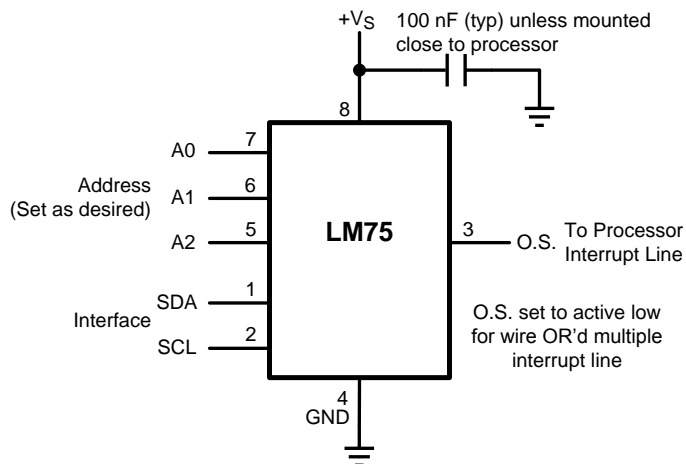 +VS
100 nF (typ) unless mounted
close to processor
8
A0
7
Address
(Set as desired)
A1
6
A2
5
LM75
3
O.S.
To Processor
Interrupt Line
SDA
1
Interface
SCL
2
O.S. set to active low
for wire OR'd multiple
interrupt line
4
GND